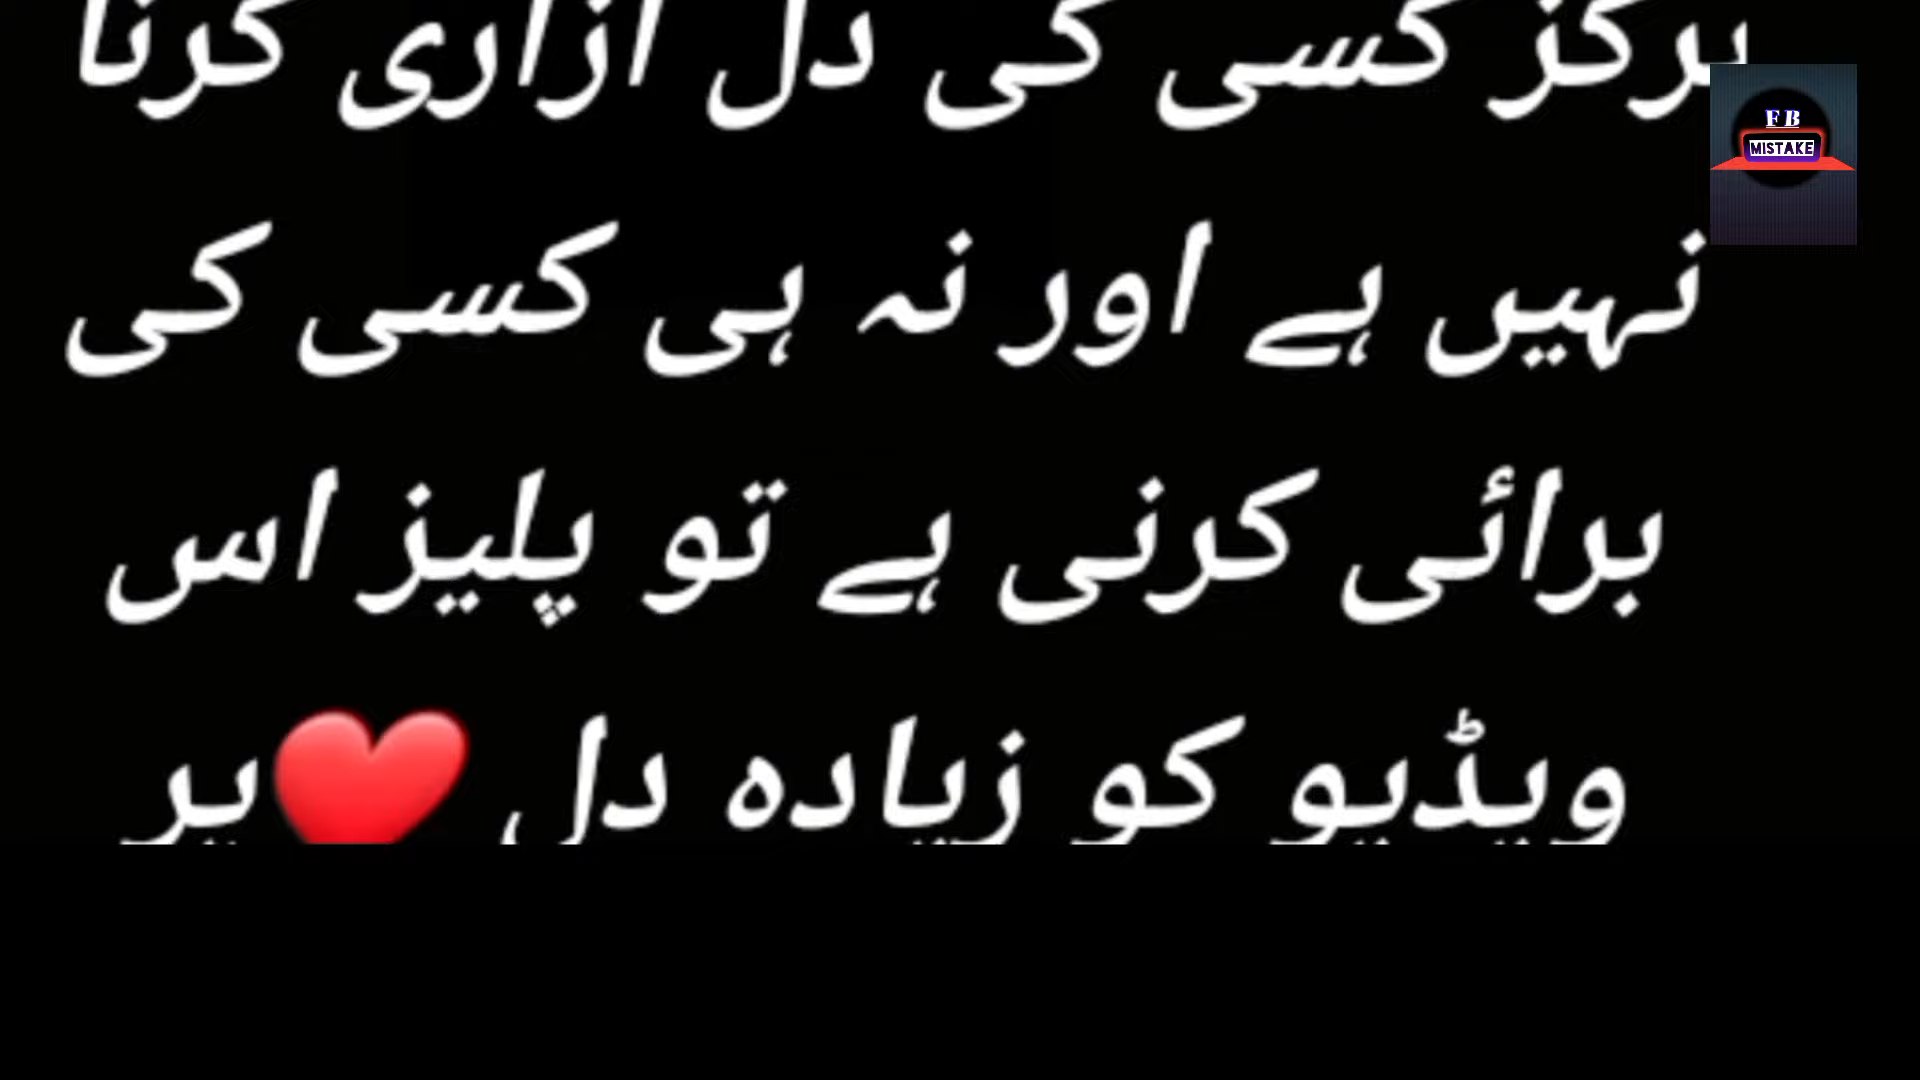 ہرگز کسی کی دل آزاری کرنا
نہیں ہے اور نہ ہی کسی کی
برائی کرنی ہے تو پلیز اس
ویڈیو کو زیادہ دل ❤️پر
FB
MISTAKE